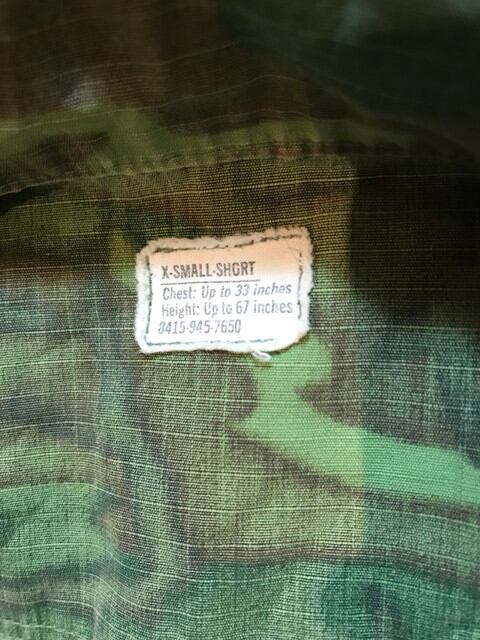 X-SMALL-SHORT
Chest: Up to 33 inches
Height: Up to 67 inches
8415-945-7650